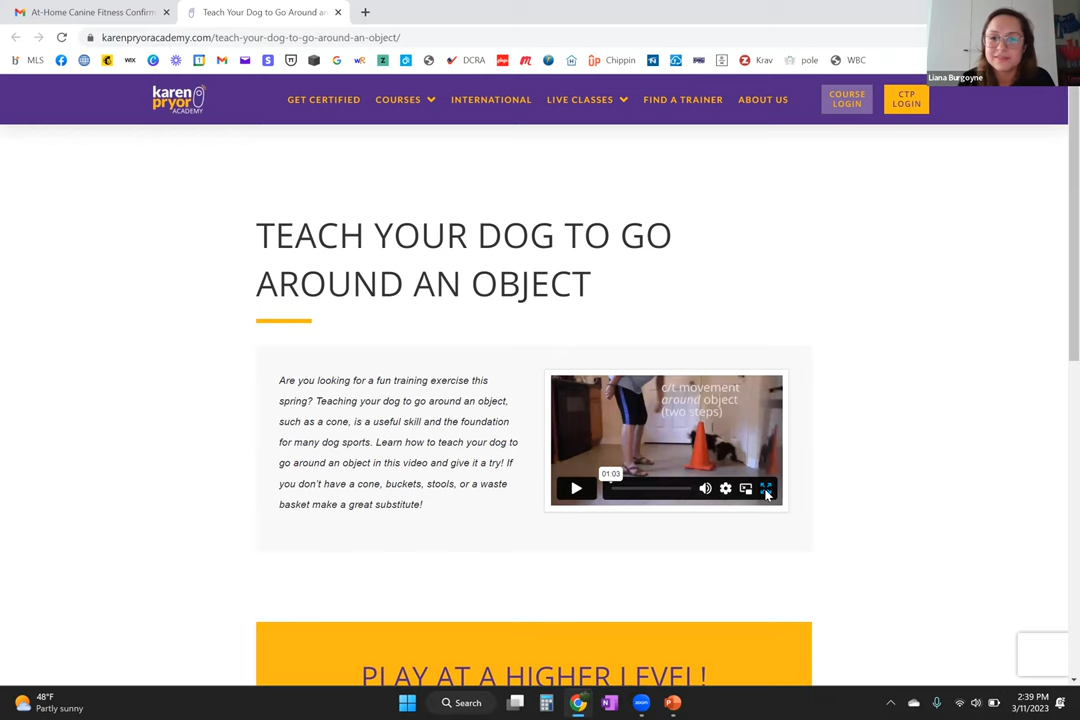 At-Home Canine Fitness Confirm
Teach Your Dog to Go Around an
karenpryoracademy.com/teach-your-dog-to-go-around-an-object/
MLS
WIX
DCRA
Chippin
Krav
pole
WBC
Liana Burgoyne
karen
pryor
ACADEMY
GET CERTIFIED
COURSES
INTERNATIONAL
LIVE CLASSES
FIND A TRAINER
ABOUT US
COURSE
LOGIN
CTP
LOGIN
TEACH YOUR DOG TO GO
AROUND AN OBJECT
Are you looking for a fun training exercise this
spring? Teaching your dog to go around an object,
such as a cone, is a useful skill and the foundation
for many dog sports. Learn how to teach your dog to
go around an object in this video and give it a try! If
you don't have a cone, buckets, stools, or a waste
basket make a great substitute!
c/t movement
around object
(two steps)
01:03
PLAY AT A HIGHER LEVEL!
48°F
Partly sunny
Search
2:39 PM
3/11/2023